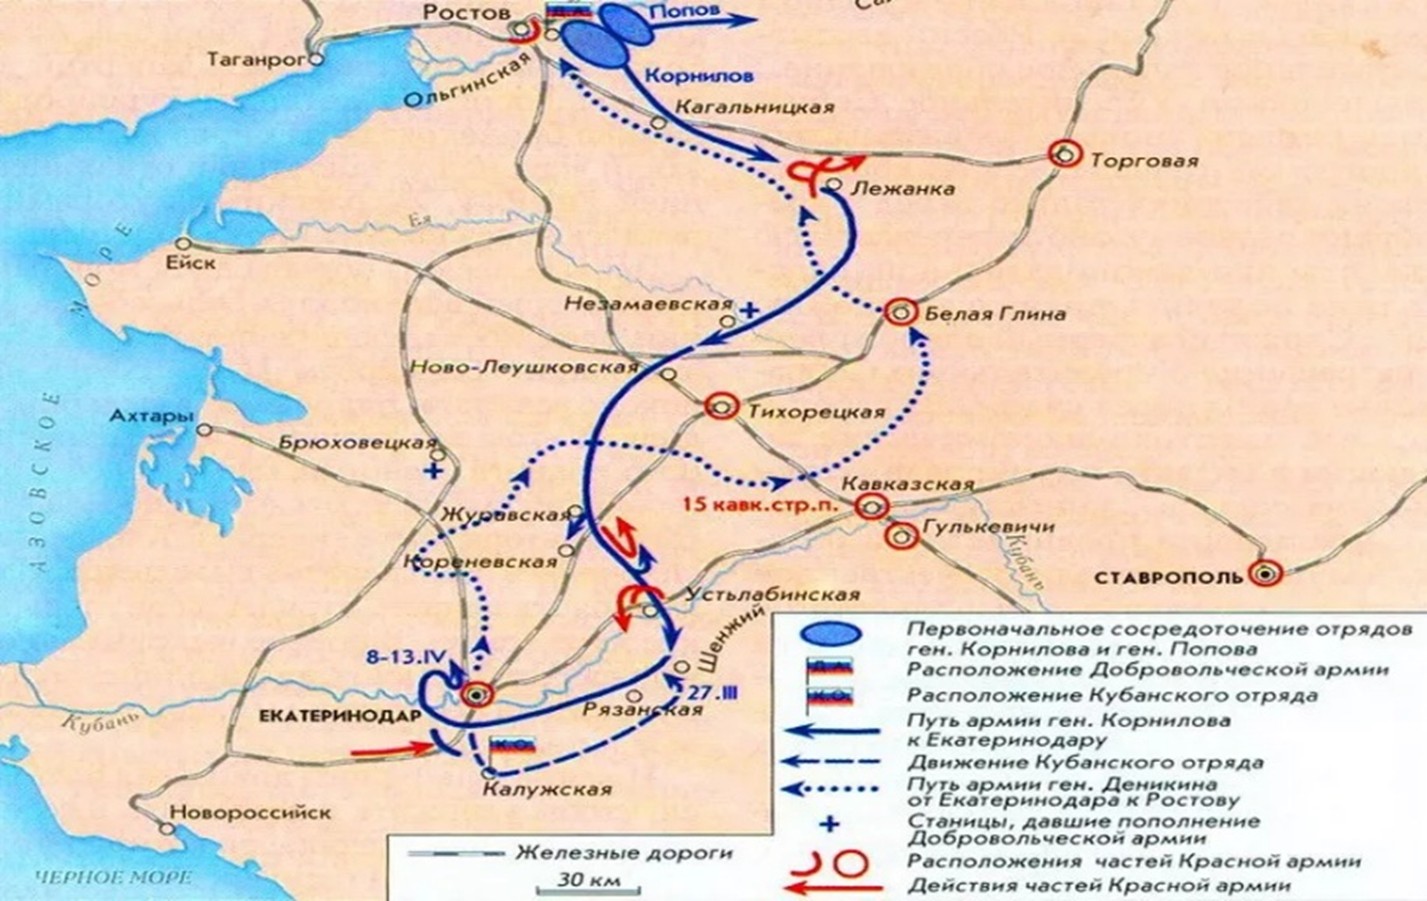 Ростов
Д.А.
Попов
Таганрог
Ольгинская
Корнилов
Кагальницкая
Торговая
Лежанка
Ея
МОРЕ
Ейск
Незамаевская
Белая Глина
Ново-Леушковская
Ахтары
Тихорецкая
Брюховецкая
АЗОВСКОЕ
Кавказская
15 кавк.стр.п.
Журавская
Гулькевичи
Кореневская
Кубань
СТАВРОПОЛЬ
Устьлабинская
Шенжий
8-13.IV
27.III
Рязанская
ЕКАТЕРИНОДАР
Кубань
К.О.
Калужская
Новороссийск
ЧЕРНОЕ МОРЕ
Железные дороги
30 км
Первоначальное сосредоточение отрядов
ген. Корнилова и ген. Попова
Д.А.
Расположение Добровольческой армии
К.О.
Расположение Кубанского отряда
Путь армии ген. Корнилова
к Екатеринодару
Движение Кубанского отряда
Путь армии ген. Деникина
от Екатеринодара к Ростову
Станицы, давшие пополнение
Добровольческой армии
Расположения частей Красной армии
Действия частей Красной армии